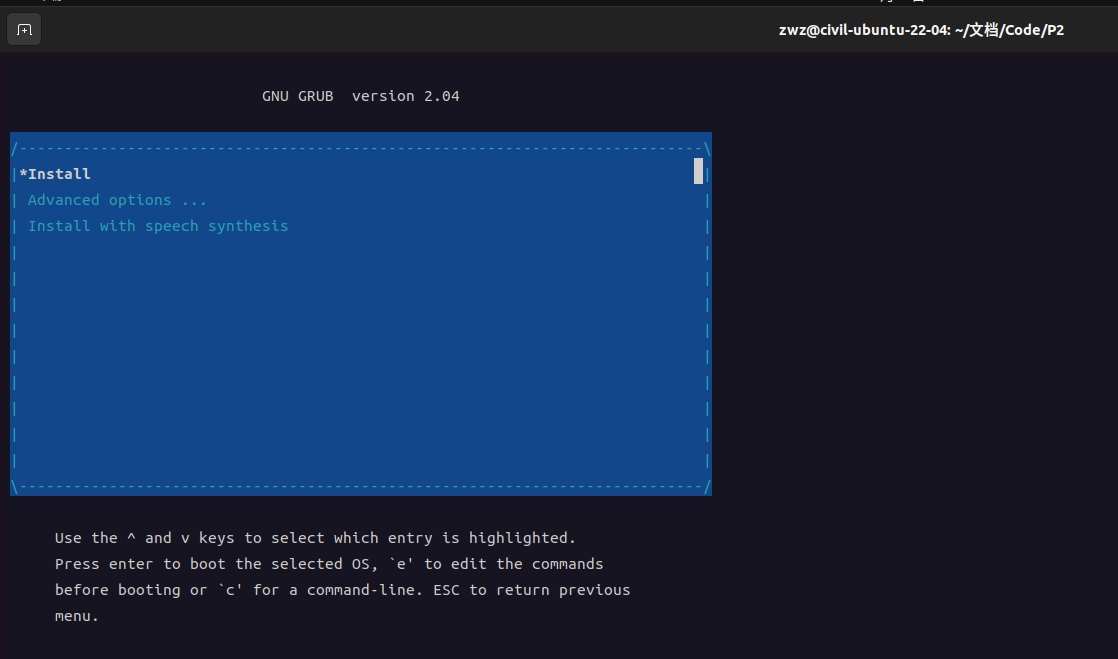 zwz@civil-ubuntu-22-04: ~/文档/Code/P2
GNU GRUB  version 2.04
*Install
Advanced options ...
Install with speech synthesis
Use the ^ and v keys to select which entry is highlighted.
Press enter to boot the selected OS, `e' to edit the commands
before booting or `c' for a command-line. ESC to return previous
menu.